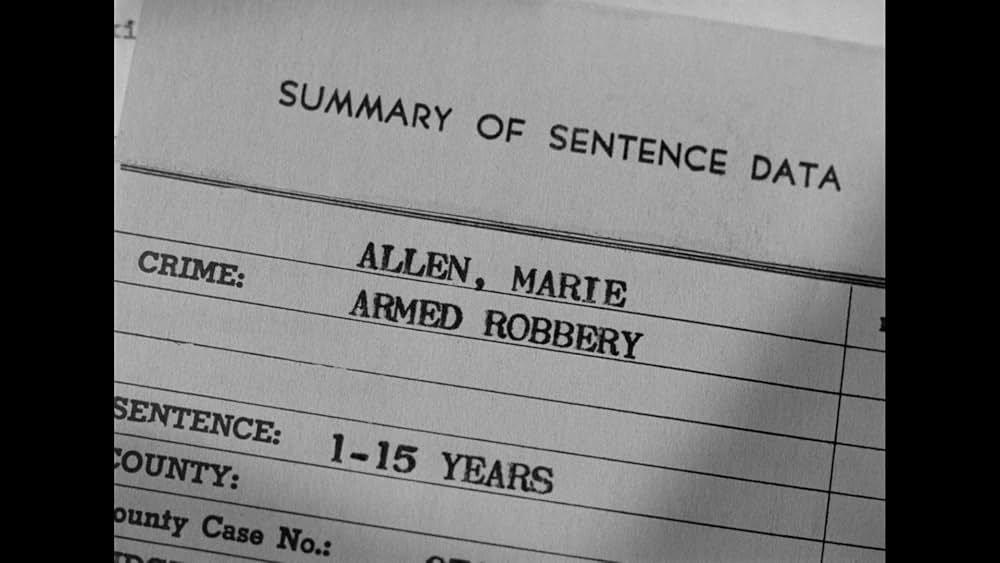 SUMMARY OF SENTENCE DATA
ALLEN, MARIE
CRIME: ARMED ROBBERY
SENTENCE: 1-15 YEARS
COUNTY:
County Case No.: